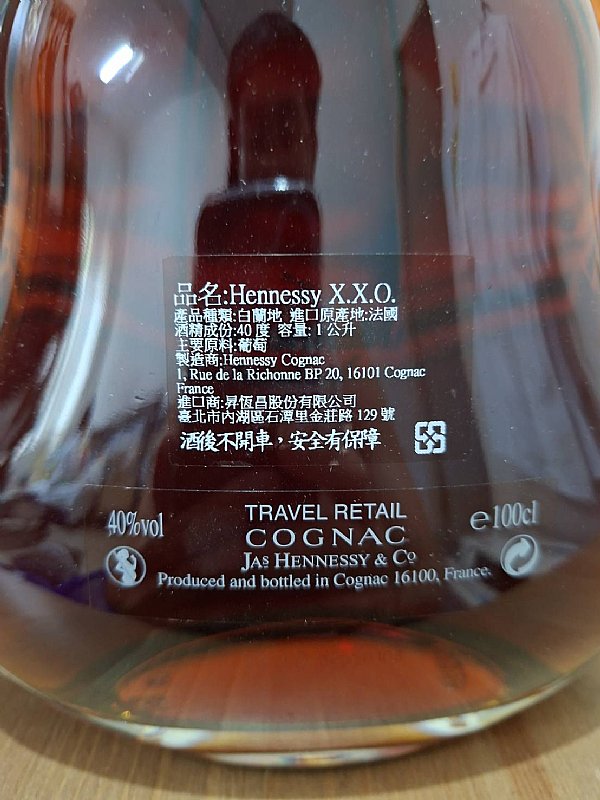 品名:Hennessy X.X.O.
產品種類:白蘭地 進口原產地:法國
酒精成份:40度 容量:1公升
主要原料:葡萄
製造商:Hennessy Cognac
1, Rue de la Richonne BP 20, 16101 Cognac
France
進口商:昇恆昌股份有限公司
臺北市內湖區石潭里金莊路129號
酒後不開車，安全有保障
TRAVEL RETAIL
40%vol COGNAC e100cl
JAs HENNESSY & Co
Produced and bottled in Cognac 16100, France.